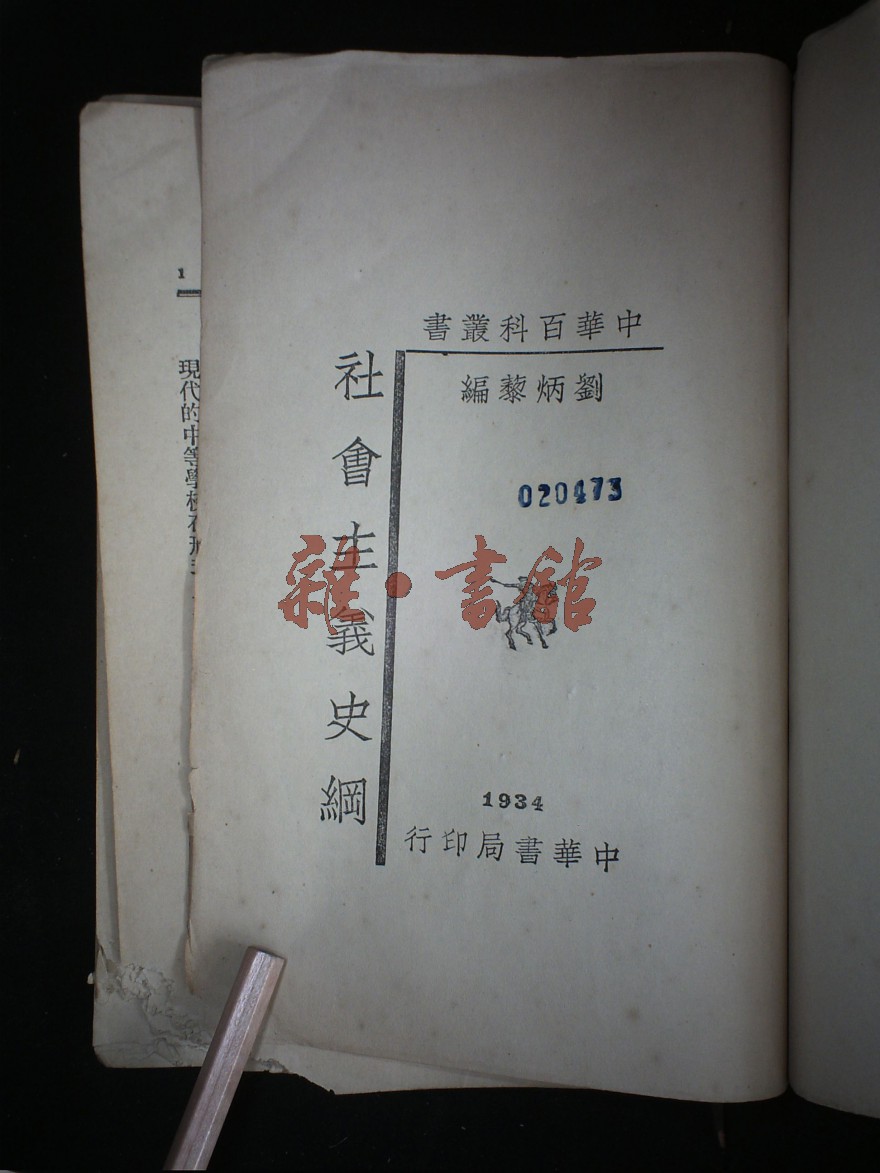 中華百科叢書
劉炳藜編
社會主義史綱
020473
雜·書館
1934
中華書局印行
1
現代的中等學校